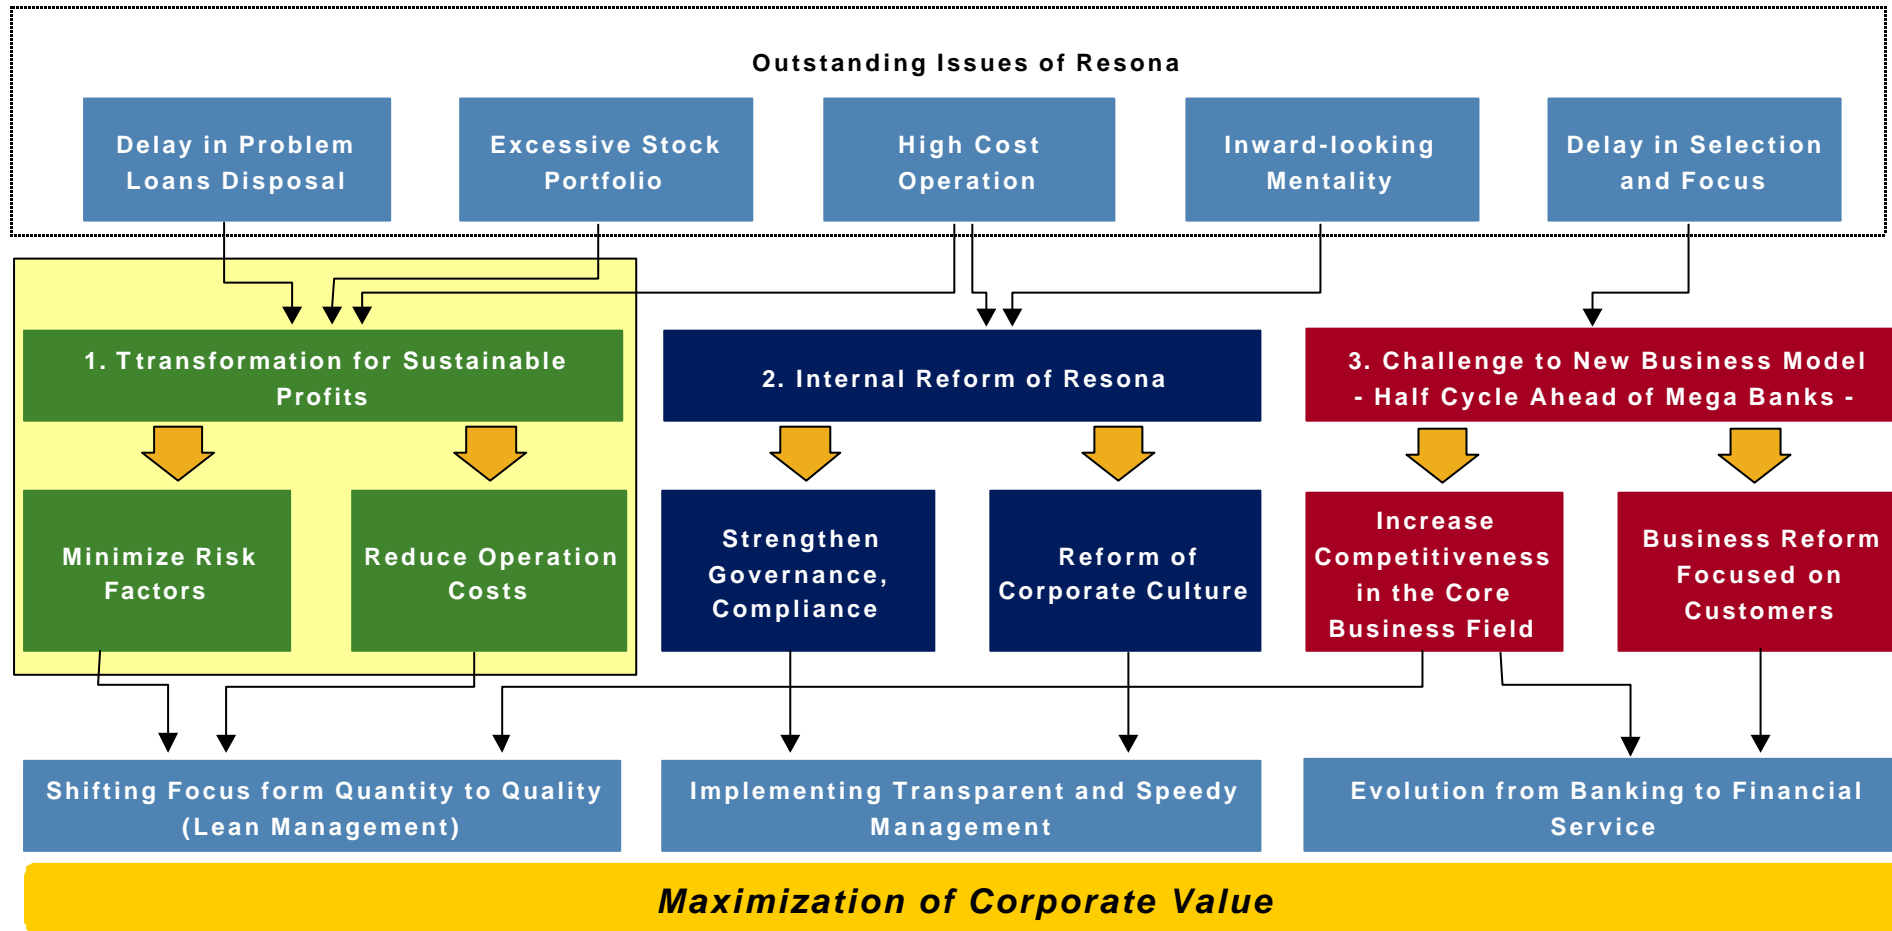 Outstanding Issues of Resona
Delay in Problem
Loans Disposal
Excessive Stock
Portfolio
High Cost
Operation
Inward-looking
Mentality
Delay in Selection
and Focus
1. Ttransformation for Sustainable
Profits
2. Internal Reform of Resona
3. Challenge to New Business Model
- Half Cycle Ahead of Mega Banks -
Minimize Risk
Factors
Reduce Operation
Costs
Strengthen
Governance,
Compliance
Reform of
Corporate Culture
Increase
Competitiveness
in the Core
Business Field
Business Reform
Focused on
Customers
Shifting Focus form Quantity to Quality
(Lean Management)
Implementing Transparent and Speedy
Management
Evolution from Banking to Financial
Service
Maximization of Corporate Value